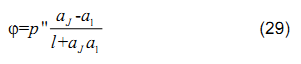 φ=p" (a_J - a_1)/(l+a_J a_1) (29)